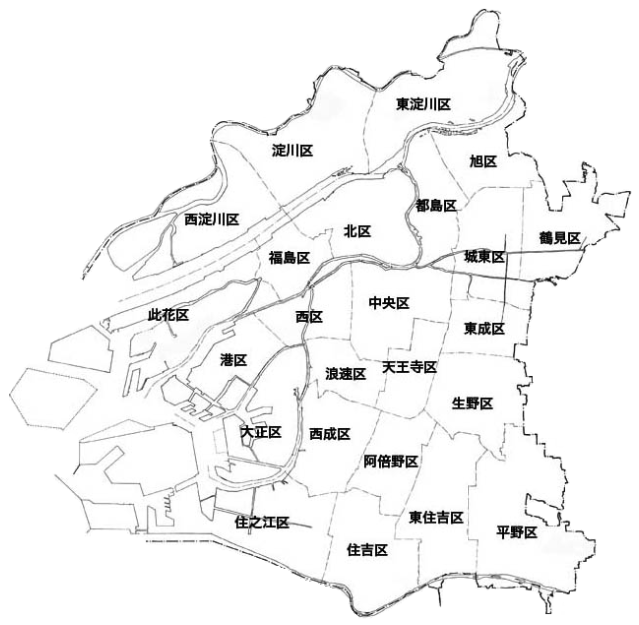 東淀川区
淀川区
旭区
都島区
西淀川区
北区
鶴見区
福島区
城東区
中央区
此花区
西区
東成区
港区
天王寺区
浪速区
生野区
大正区
西成区
阿倍野区
東住吉区
住之江区
平野区
住吉区